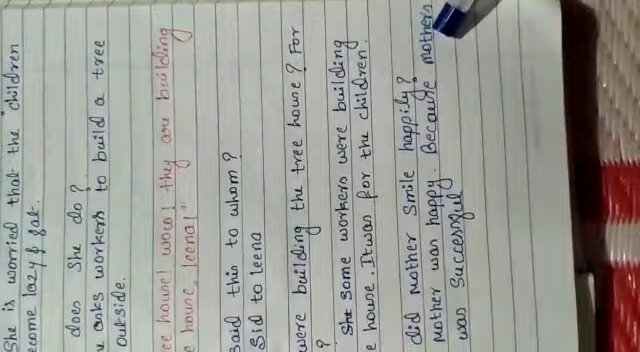 She is worried that the children
ecome lazy & fat.
does she do?
e asks workers to build a tree
outside.
ee house! wow! they are building
e house, leena!"
said this to whom?
Sid to leena
were building the tree house? For
?
She some workers were building
e house. It was for the children.
did mother smile happily?
Mother was happy. Because mother's
was Successful